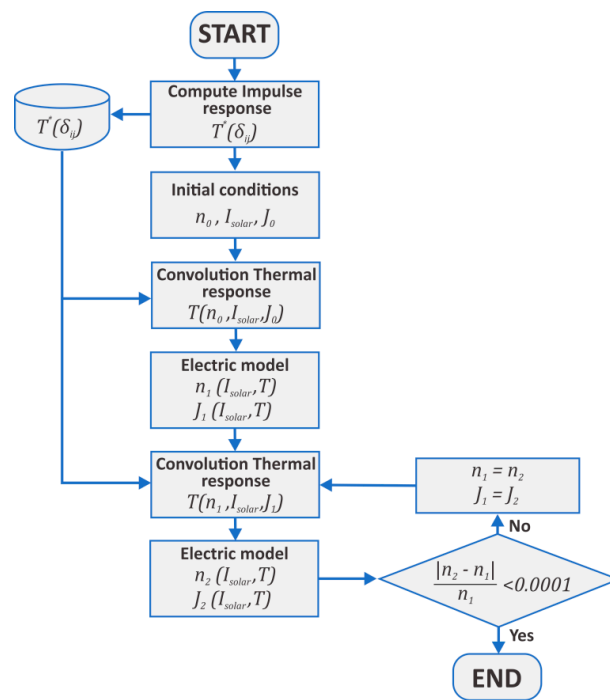 START
Compute Impulse
response
T*(δij)
T*(δij)
Initial conditions
n0 , Isolar, J0
Convolution Thermal
response
T(n0 ,Isolar,J0)
Electric model
n1 (Isolar,T)
J1 (Isolar,T)
Convolution Thermal
response
T(n1 ,Isolar,J1)
n1 = n2
J1 = J2
No
Electric model
n2 (Isolar,T)
J2 (Isolar,T)
|n2 - n1|
n1
<0.0001
Yes
END